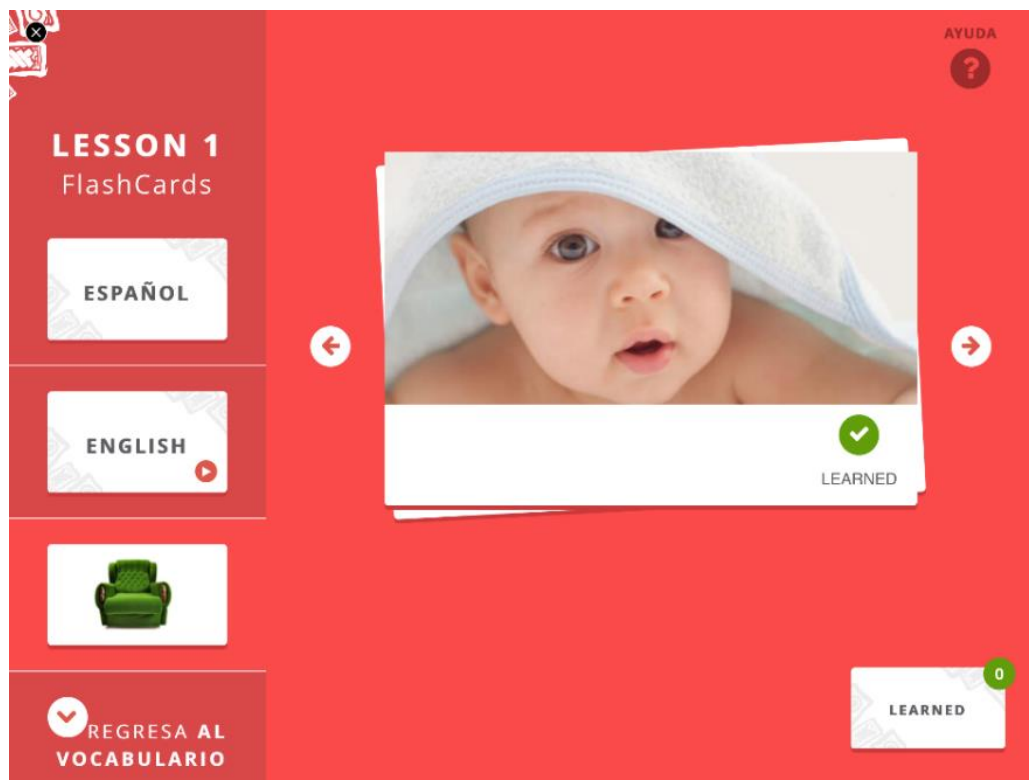 LESSON 1
FlashCards
ESPAÑOL
ENGLISH
REGRESA AL
VOCABULARIO
AYUDA
?
LEARNED
0
LEARNED